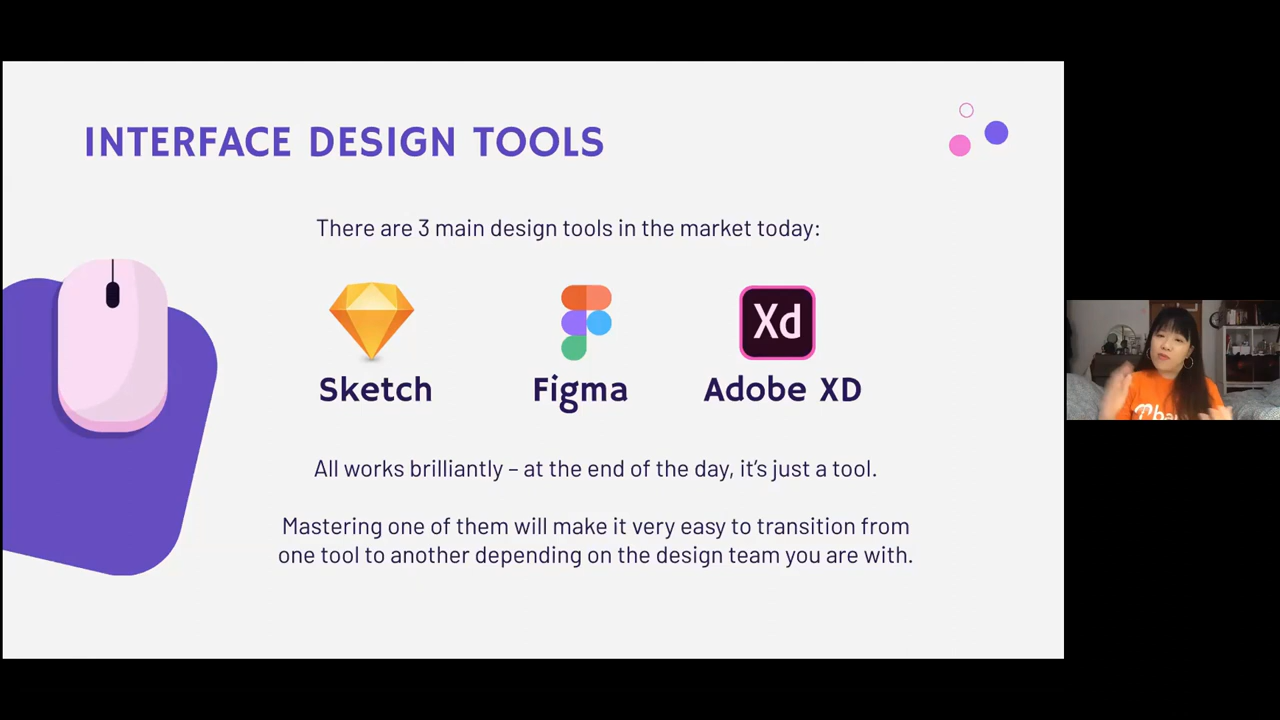 INTERFACE DESIGN TOOLS
There are 3 main design tools in the market today:
Xd
Sketch
Figma
Adobe XD
All works brilliantly – at the end of the day, it's just a tool.
Mastering one of them will make it very easy to transition from
one tool to another depending on the design team you are with.